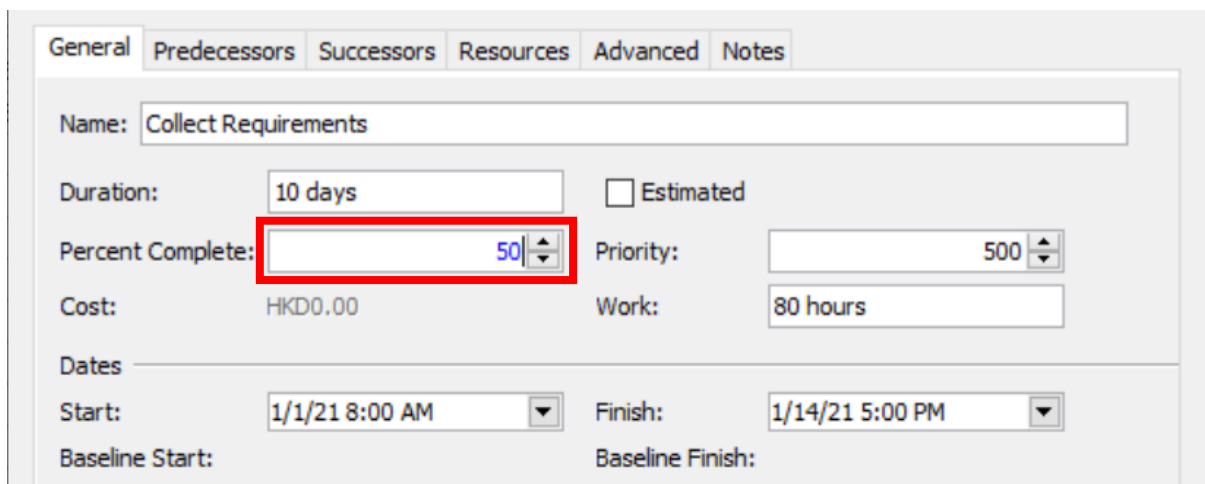 General Predecessors Successors Resources Advanced Notes
Name: Collect Requirements
Duration: 10 days Estimated
Percent Complete: 50 Priority: 500
Cost: HKD0.00 Work: 80 hours
Dates
Start: 1/1/21 8:00 AM Finish: 1/14/21 5:00 PM
Baseline Start: Baseline Finish: